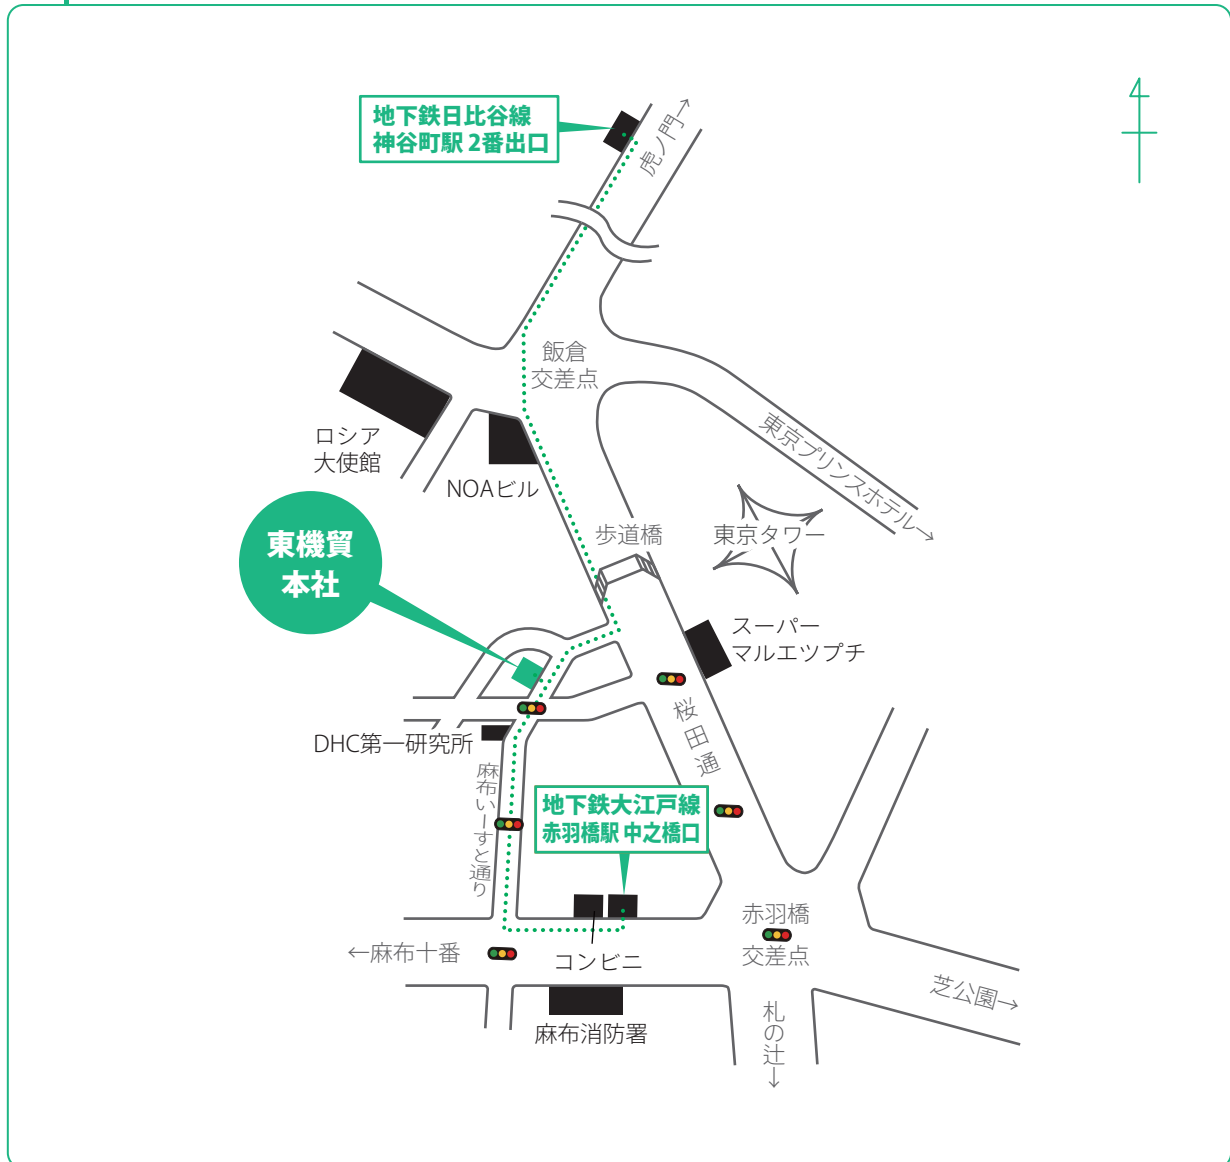 地下鉄日比谷線
神谷町駅 2番出口
虎ノ門→
飯倉
交差点
ロシア
大使館
NOAビル
東京プリンスホテル→
歩道橋
東京タワー
東機貿
本社
スーパー
マルエツプチ
桜田通
DHC第一研究所
麻布いーすと通り
地下鉄大江戸線
赤羽橋駅 中之橋口
赤羽橋
交差点
←麻布十番
コンビニ
芝公園→
麻布消防署
札の辻→